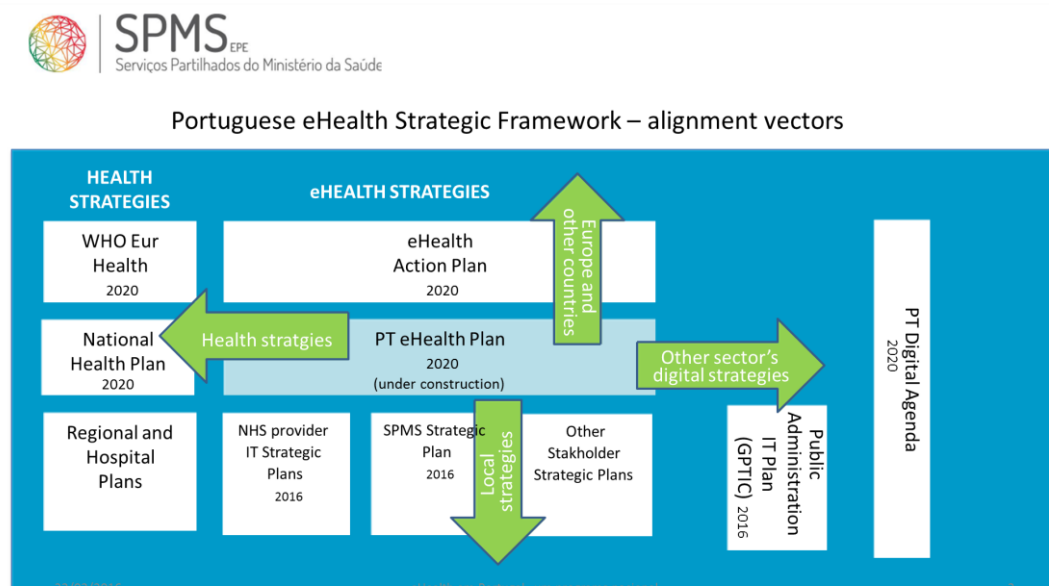 SPMS EPE
Serviços Partilhados do Ministério da Saúde
Portuguese eHealth Strategic Framework – alignment vectors
HEALTH
STRATEGIES
eHEALTH STRATEGIES
WHO Eur
Health
2020
eHealth
Action Plan
2020
Europe and
other countries
National
Health Plan
2020
Health stratgies
PT eHealth Plan
2020
(under construction)
Other sector's
digital strategies
PT Digital Agenda
2020
Regional and
Hospital
Plans
NHS provider
IT Strategic
Plans
2016
SPMS Strategic
Plan
2016
Local
strategies
Other
Stakholder
Strategic Plans
Public
Administration
IT Plan
(GPTIC) 2016